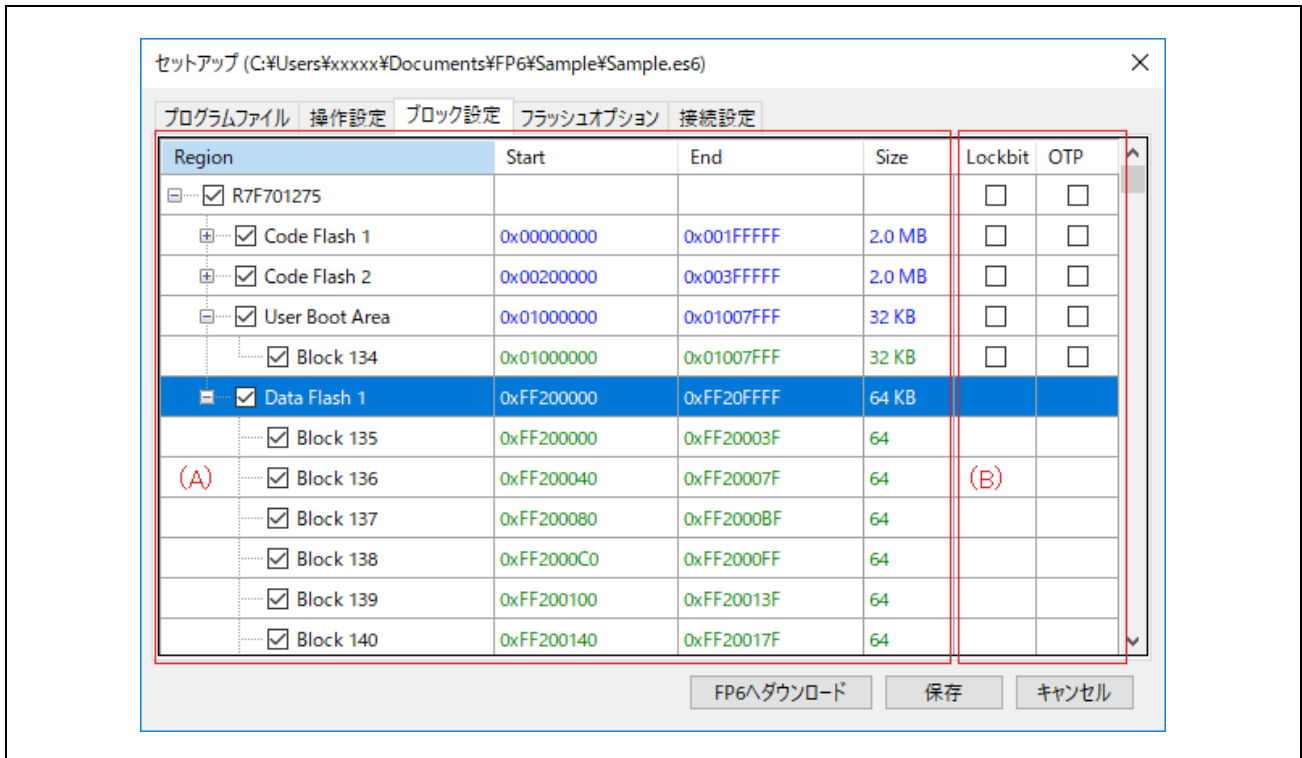 セットアップ (C:¥Users¥xxxxx¥Documents¥FP6¥Sample¥Sample.es6)
プログラムファイル 操作設定 ブロック設定 フラッシュオプション 接続設定
Region Start End Size Lockbit OTP
R7F701275
Code Flash 1 0x00000000 0x001FFFFF 2.0 MB
Code Flash 2 0x00200000 0x003FFFFF 2.0 MB
User Boot Area 0x01000000 0x01007FFF 32 KB
Block 134 0x01000000 0x01007FFF 32 KB
Data Flash 1 0xFF200000 0xFF20FFFF 64 KB
Block 135 0xFF200000 0xFF20003F 64
(A) Block 136 0xFF200040 0xFF20007F 64 (B)
Block 137 0xFF200080 0xFF2000BF 64
Block 138 0xFF2000C0 0xFF2000FF 64
Block 139 0xFF200100 0xFF20013F 64
Block 140 0xFF200140 0xFF20017F 64
FP6へダウンロード 保存 キャンセル